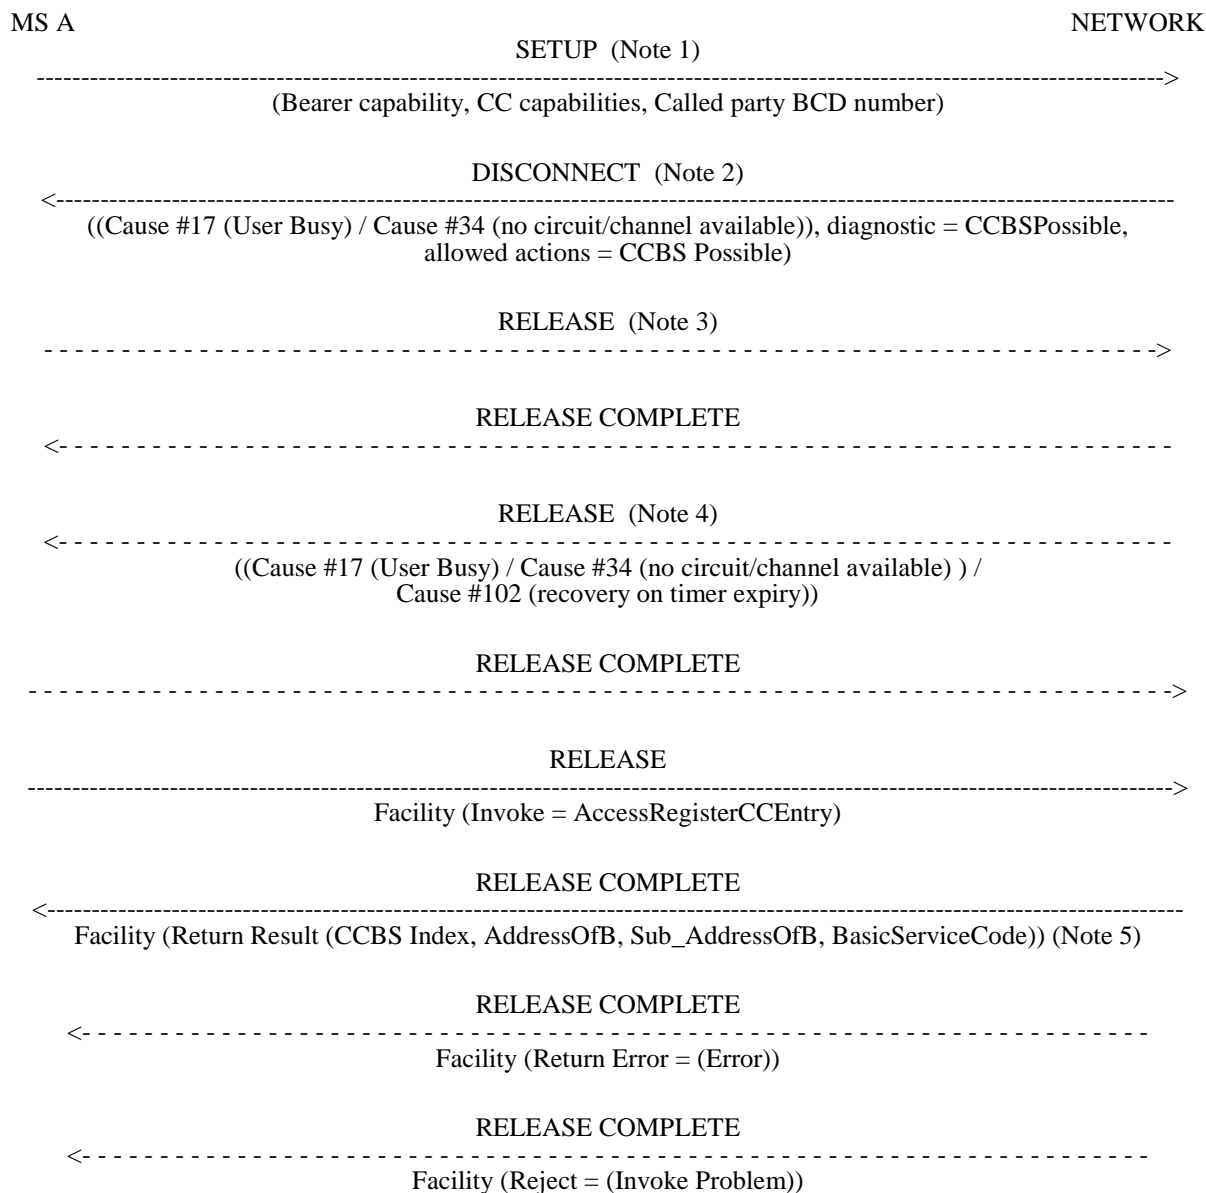 MS A NETWORK
SETUP (Note 1)
-------------------------------------------------------------------------------------------------------------------------------->
(Bearer capability, CC capabilities, Called party BCD number)
DISCONNECT (Note 2)
<--------------------------------------------------------------------------------------------------------------------------------
((Cause #17 (User Busy) / Cause #34 (no circuit/channel available)), diagnostic = CCBSPossible,
allowed actions = CCBS Possible)
RELEASE (Note 3)
- - - - - - - - - - - - - - - - - - - - - - - - - - - - - - - - - - - - - - - - - - - - - - - - - - - - - - - - - - - - - - - - - - - - - - - ->
RELEASE COMPLETE
<- - - - - - - - - - - - - - - - - - - - - - - - - - - - - - - - - - - - - - - - - - - - - - - - - - - - - - - - - - - - - - - - - - - - - - - -
RELEASE (Note 4)
<- - - - - - - - - - - - - - - - - - - - - - - - - - - - - - - - - - - - - - - - - - - - - - - - - - - - - - - - - - - - - - - - - - - - - - - -
((Cause #17 (User Busy) / Cause #34 (no circuit/channel available) ) /
Cause #102 (recovery on timer expiry))
RELEASE COMPLETE
- - - - - - - - - - - - - - - - - - - - - - - - - - - - - - - - - - - - - - - - - - - - - - - - - - - - - - - - - - - - - - - - - - - - - - - - ->
RELEASE
---------------------------------------------------------------------------------------------------------------------------------->
Facility (Invoke = AccessRegisterCCEntry)
RELEASE COMPLETE
<---------------------------------------------------------------------------------------------------------------------------------
Facility (Return Result (CCBS Index, AddressOfB, Sub_AddressOfB, BasicServiceCode)) (Note 5)
RELEASE COMPLETE
<- - - - - - - - - - - - - - - - - - - - - - - - - - - - - - - - - - - - - - - - - - - - - - - - - - - - - - - - - - - - - - - - - - - - -
Facility (Return Error = (Error))
RELEASE COMPLETE
<- - - - - - - - - - - - - - - - - - - - - - - - - - - - - - - - - - - - - - - - - - - - - - - - - - - - - - - - - - - - - - - - - - - - -
Facility (Reject = (Invoke Problem))